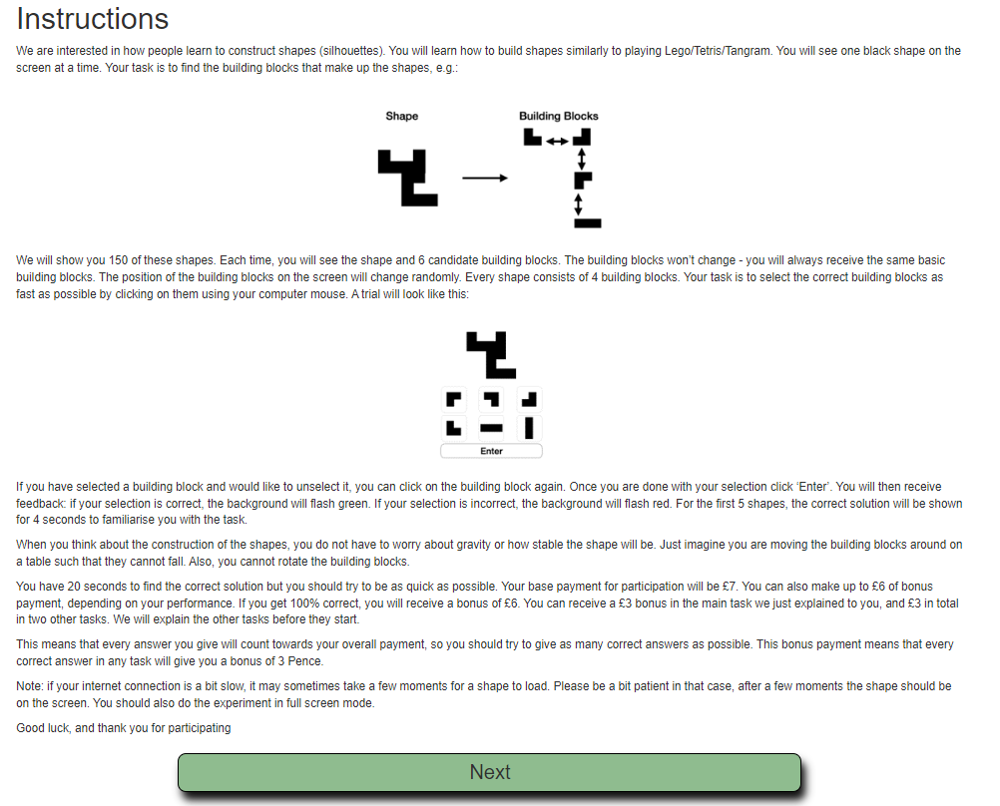 Instructions
We are interested in how people learn to construct shapes (silhouettes). You will learn how to build shapes similarly to playing Lego/Tetris/Tangram. You will see one black shape on the
screen at a time. Your task is to find the building blocks that make up the shapes, e.g.:
Shape
Building Blocks
We will show you 150 of these shapes. Each time, you will see the shape and 6 candidate building blocks. The building blocks won't change - you will always receive the same basic
building blocks. The position of the building blocks on the screen will change randomly. Every shape consists of 4 building blocks. Your task is to select the correct building blocks as
fast as possible by clicking on them using your computer mouse. A trial will look like this:
Enter
If you have selected a building block and would like to unselect it, you can click on the building block again. Once you are done with your selection click 'Enter'. You will then receive
feedback: if your selection is correct, the background will flash green. If your selection is incorrect, the background will flash red. For the first 5 shapes, the correct solution will be shown
for 4 seconds to familiarise you with the task.
When you think about the construction of the shapes, you do not have to worry about gravity or how stable the shape will be. Just imagine you are moving the building blocks around on
a table such that they cannot fall. Also, you cannot rotate the building blocks.
You have 20 seconds to find the correct solution but you should try to be as quick as possible. Your base payment for participation will be £7. You can also make up to £6 of bonus
payment, depending on your performance. If you get 100% correct, you will receive a bonus of £6. You can receive a £3 bonus in the main task we just explained to you, and £3 in total
in two other tasks. We will explain the other tasks before they start.
This means that every answer you give will count towards your overall payment, so you should try to give as many correct answers as possible. This bonus payment means that every
correct answer in any task will give you a bonus of 3 Pence.
Note: if your internet connection is a bit slow, it may sometimes take a few moments for a shape to load. Please be a bit patient in that case, after a few moments the shape should be
on the screen. You should also do the experiment in full screen mode.
Good luck, and thank you for participating
Next